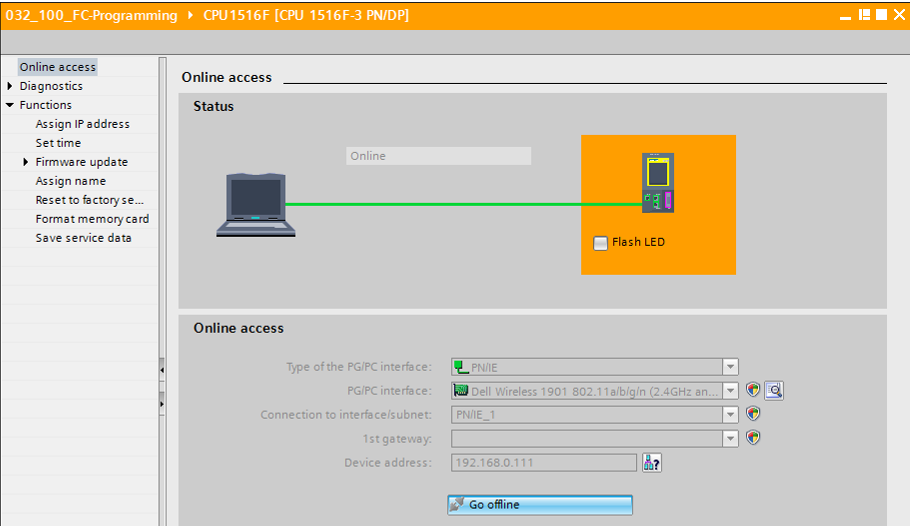 032_100_FC-Programming ▸ CPU1516F [CPU 1516F-3 PN/DP]
Online access
Diagnostics
Functions
Assign IP address
Set time
Firmware update
Assign name
Reset to factory se...
Format memory card
Save service data
Online access
Status
Online
Flash LED
Online access
Type of the PG/PC interface: PN/IE
PG/PC interface: Dell Wireless 1901 802.11a/b/g/n (2.4GHz an...
Connection to interface/subnet: PN/IE_1
1st gateway:
Device address: 192.168.0.111
Go offline